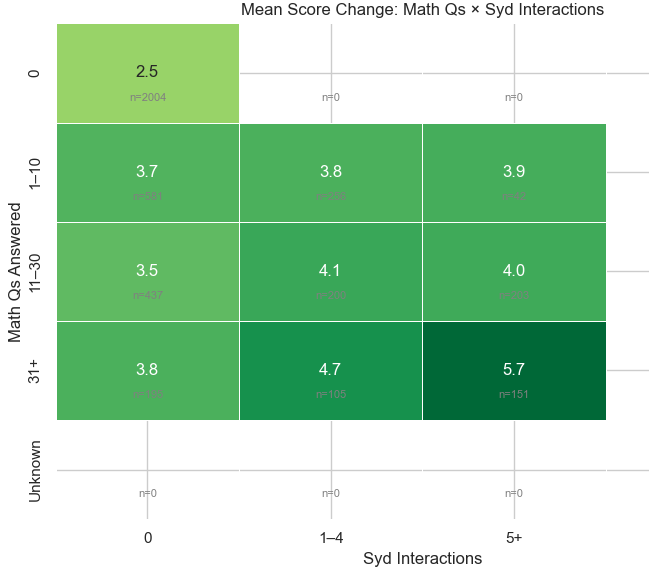 Mean Score Change: Math Qs × Syd Interactions
Math Qs Answered
0
2.5
n=2004
n=0
n=0
1–10
3.7
n=581
3.8
3.9
11–30
3.5
n=437
4.1
4.0
31+
3.8
4.7
n=105
5.7
n=151
Unknown
n=0
n=0
n=0
0
1–4
5+
Syd Interactions